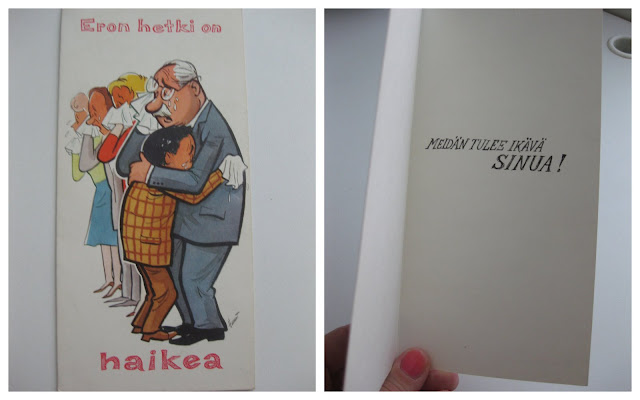 Eron hetki on
haikea
MEIDÄN TULEE IKÄVÄ
SINUA!